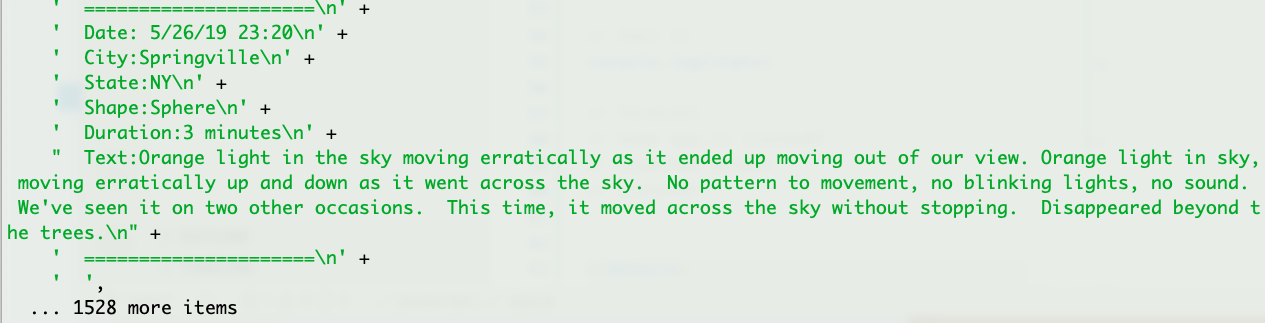 ' =====================\n' +
' Date: 5/26/19 23:20\n' +
' City:Springville\n' +
' State:NY\n' +
' Shape:Sphere\n' +
' Duration:3 minutes\n' +
" Text:Orange light in the sky moving erratically as it ended up moving out of our view. Orange light in sky,
moving erratically up and down as it went across the sky.  No pattern to movement, no blinking lights, no sound.
We've seen it on two other occasions.  This time, it moved across the sky without stopping.  Disappeared beyond t
he trees.\n" +
' =====================\n' +
' ',
... 1528 more items